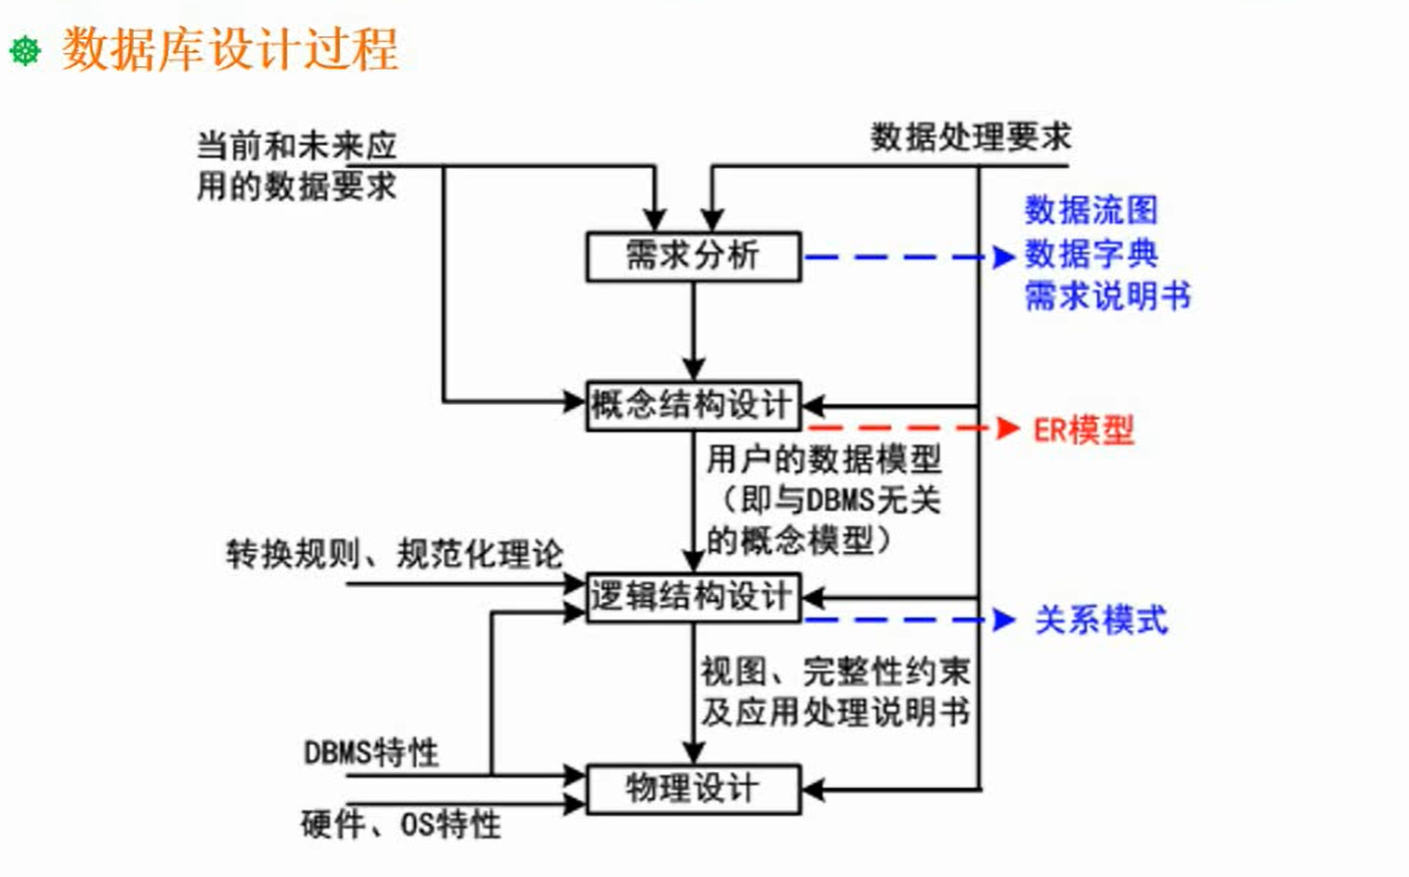 数据库设计过程
当前和未来应
用的数据要求
数据处理要求
需求分析
数据流图
数据字典
需求说明书
概念结构设计
ER模型
用户的数据模型
（即与DBMS无关
的概念模型）
转换规则、规范化理论
逻辑结构设计
关系模式
视图、完整性约束
及应用处理说明书
DBMS特性
物理设计
硬件、OS特性